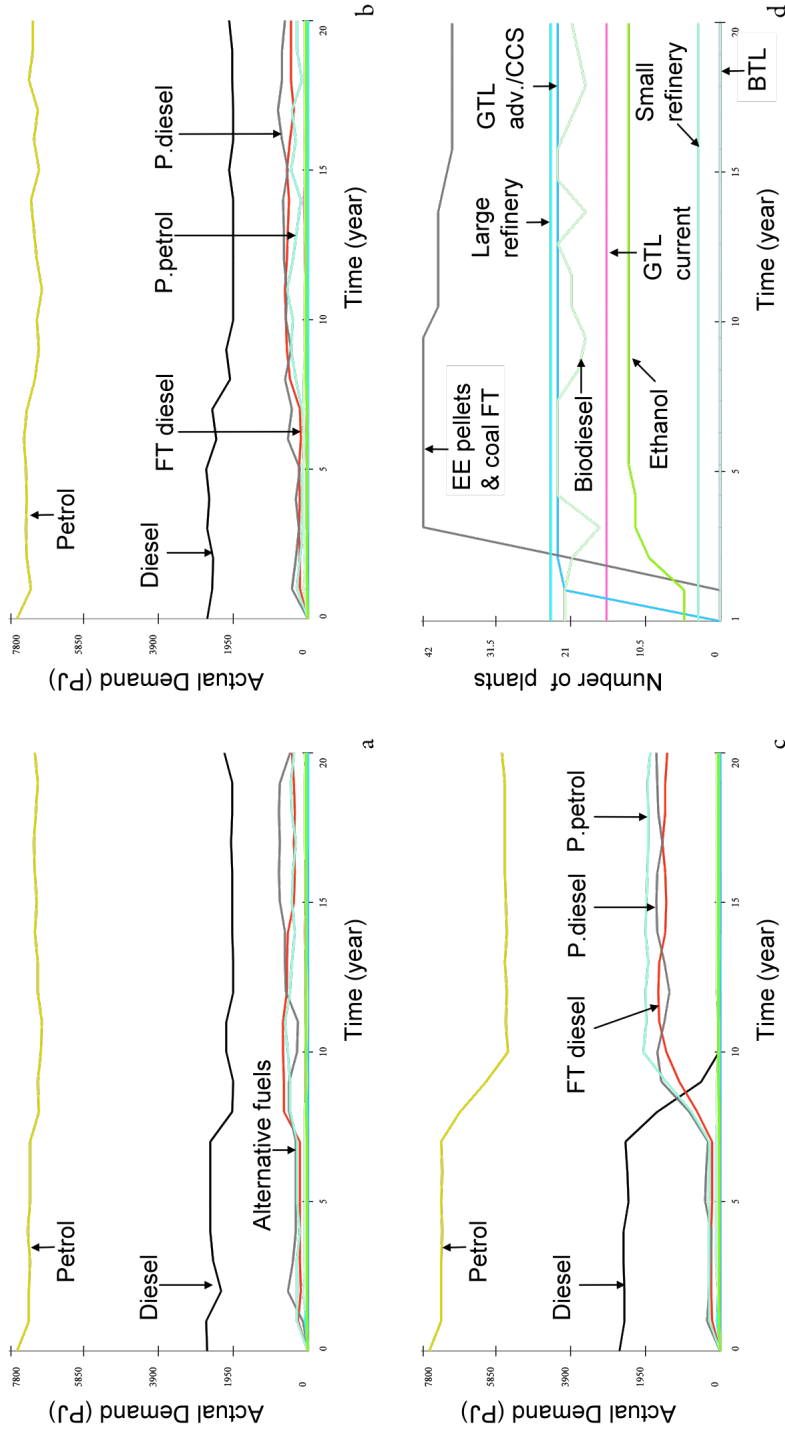 7800
5850
3900
1950
0
Actual Demand (PJ)
Petrol
Diesel
Alternative fuels
0
5
10
15
20
Time (year)
a
7800
5850
3900
1950
0
Actual Demand (PJ)
Petrol
Diesel
FT diesel
P.petrol
P.diesel
0
5
10
15
20
Time (year)
b
7800
5850
3900
1950
0
Actual Demand (PJ)
Petrol
Diesel
FT diesel
P.diesel
P.petrol
0
5
10
15
20
Time (year)
c
42
31.5
21
10.5
0
Number of plants
EE pellets
& coal FT
Biodiesel
Ethanol
Large
refinery
GTL
current
GTL
adv./CCS
Small
refinery
BTL
1
5
10
15
20
Time (year)
d